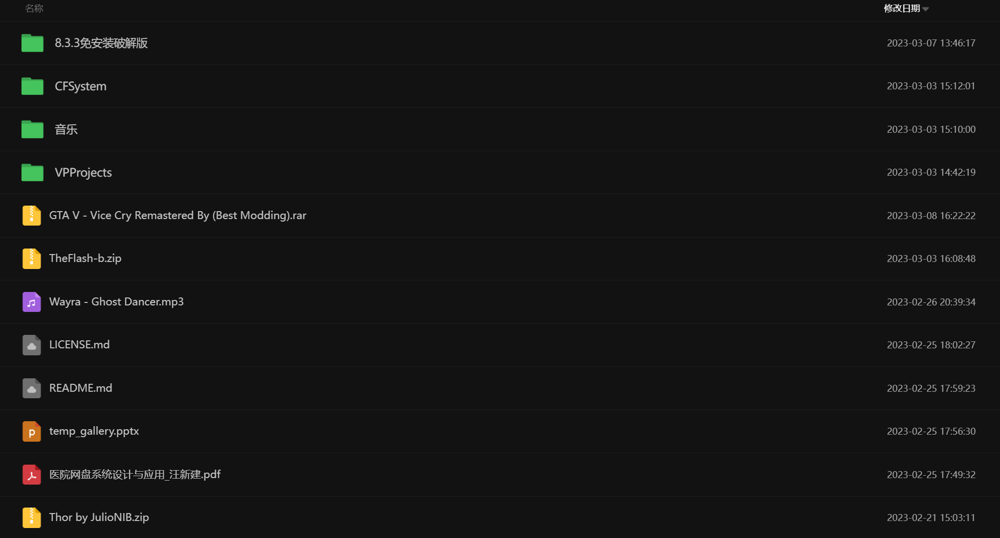 名称 修改日期
8.3.3免安装破解版 2023-03-07 13:46:17
CFSystem 2023-03-03 15:12:01
音乐 2023-03-03 15:10:00
VPProjects 2023-03-03 14:42:19
GTA V - Vice Cry Remastered By (Best Modding).rar 2023-03-08 16:22:22
TheFlash-b.zip 2023-03-03 16:08:48
Wayra - Ghost Dancer.mp3 2023-02-26 20:39:34
LICENSE.md 2023-02-25 18:02:27
README.md 2023-02-25 17:59:23
temp_gallery.pptx 2023-02-25 17:56:30
医院网盘系统设计与应用_汪新建.pdf 2023-02-25 17:49:32
Thor by JulioNIB.zip 2023-02-21 15:03:11